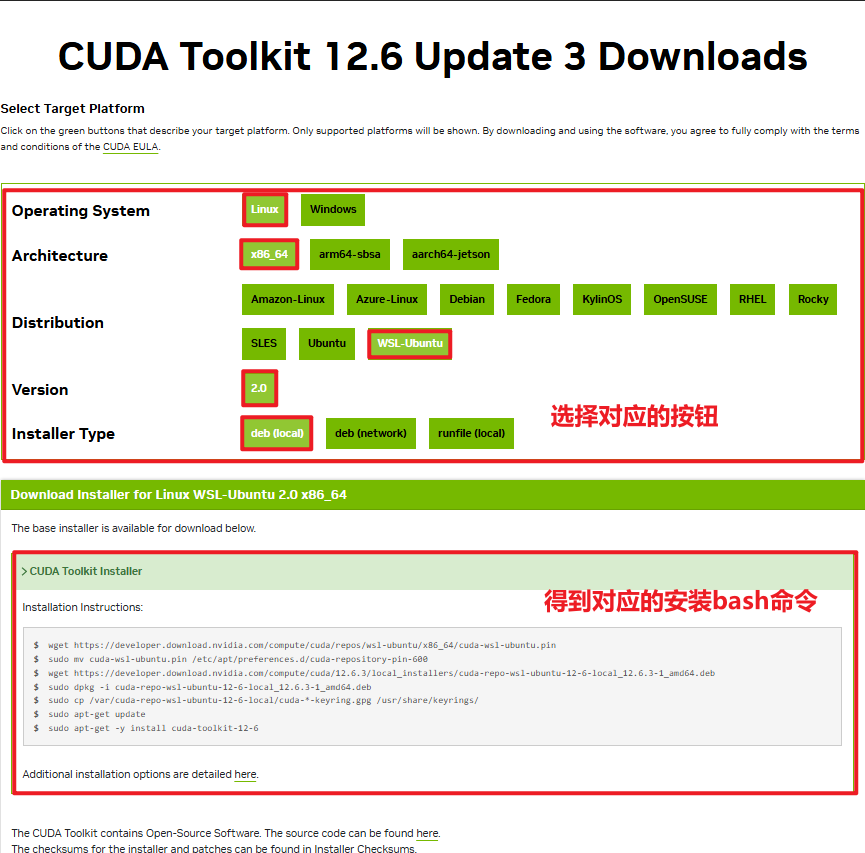 CUDA Toolkit 12.6 Update 3 Downloads
Select Target Platform
Click on the green buttons that describe your target platform. Only supported platforms will be shown. By downloading and using the software, you agree to fully comply with the terms
and conditions of the CUDA EULA.
Operating System
Linux
Windows
Architecture
x86_64
arm64-sbsa
aarch64-jetson
Distribution
Amazon-Linux
Azure-Linux
Debian
Fedora
KylinOS
OpenSUSE
RHEL
Rocky
SLES
Ubuntu
WSL-Ubuntu
Version
2.0
选择对应的按钮
Installer Type
deb (local)
deb (network)
runfile (local)
Download Installer for Linux WSL-Ubuntu 2.0 x86_64
The base installer is available for download below.
> CUDA Toolkit Installer
得到对应的安装bash命令
Installation Instructions:
$ wget https://developer.download.nvidia.com/compute/cuda/repos/wsl-ubuntu/x86_64/cuda-wsl-ubuntu.pin
$ sudo mv cuda-wsl-ubuntu.pin /etc/apt/preferences.d/cuda-repository-pin-600
$ wget https://developer.download.nvidia.com/compute/cuda/12.6.3/local_installers/cuda-repo-wsl-ubuntu-12-6-local_12.6.3-1_amd64.deb
$ sudo dpkg -i cuda-repo-wsl-ubuntu-12-6-local_12.6.3-1_amd64.deb
$ sudo cp /var/cuda-repo-wsl-ubuntu-12-6-local/cuda-*-keyring.gpg /usr/share/keyrings/
$ sudo apt-get update
$ sudo apt-get -y install cuda-toolkit-12-6
Additional installation options are detailed here.
The CUDA Toolkit contains Open-Source Software. The source code can be found here.
The checksums for the installer and patches can be found in Installer Checksums.